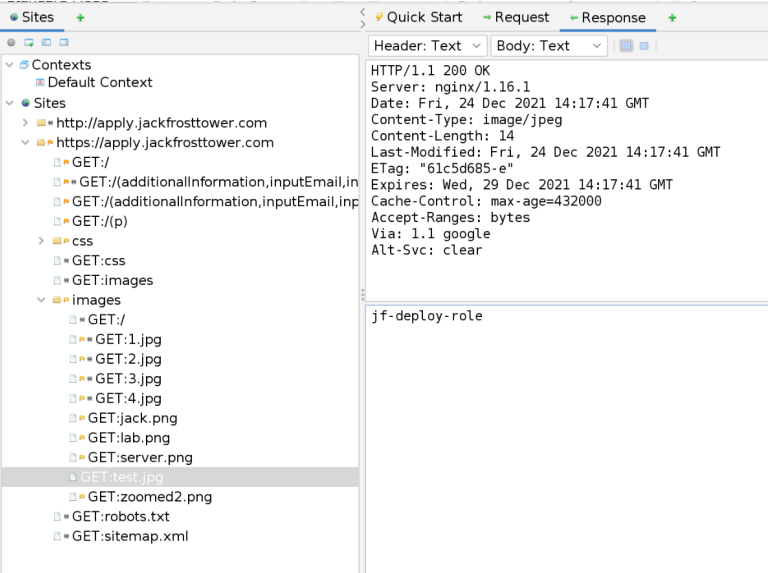 Sites
Contexts
Default Context
Sites
http://apply.jackfrosttower.com
https://apply.jackfrosttower.com
GET:/
GET:/(additionalInformation,inputEmail,in
GET:/(additionalInformation,inputEmail,inp
GET:/(p)
css
GET:css
GET:images
images
GET:/
GET:1.jpg
GET:2.jpg
GET:3.jpg
GET:4.jpg
GET:jack.png
GET:lab.png
GET:server.png
GET:test.jpg
GET:zoomed2.png
GET:robots.txt
GET:sitemap.xml
Quick Start Request Response
Header: Text Body: Text
HTTP/1.1 200 OK
Server: nginx/1.16.1
Date: Fri, 24 Dec 2021 14:17:41 GMT
Content-Type: image/jpeg
Content-Length: 14
Last-Modified: Fri, 24 Dec 2021 14:17:41 GMT
ETag: "61c5d685-e"
Expires: Wed, 29 Dec 2021 14:17:41 GMT
Cache-Control: max-age=432000
Accept-Ranges: bytes
Via: 1.1 google
Alt-Svc: clear
jf-deploy-role